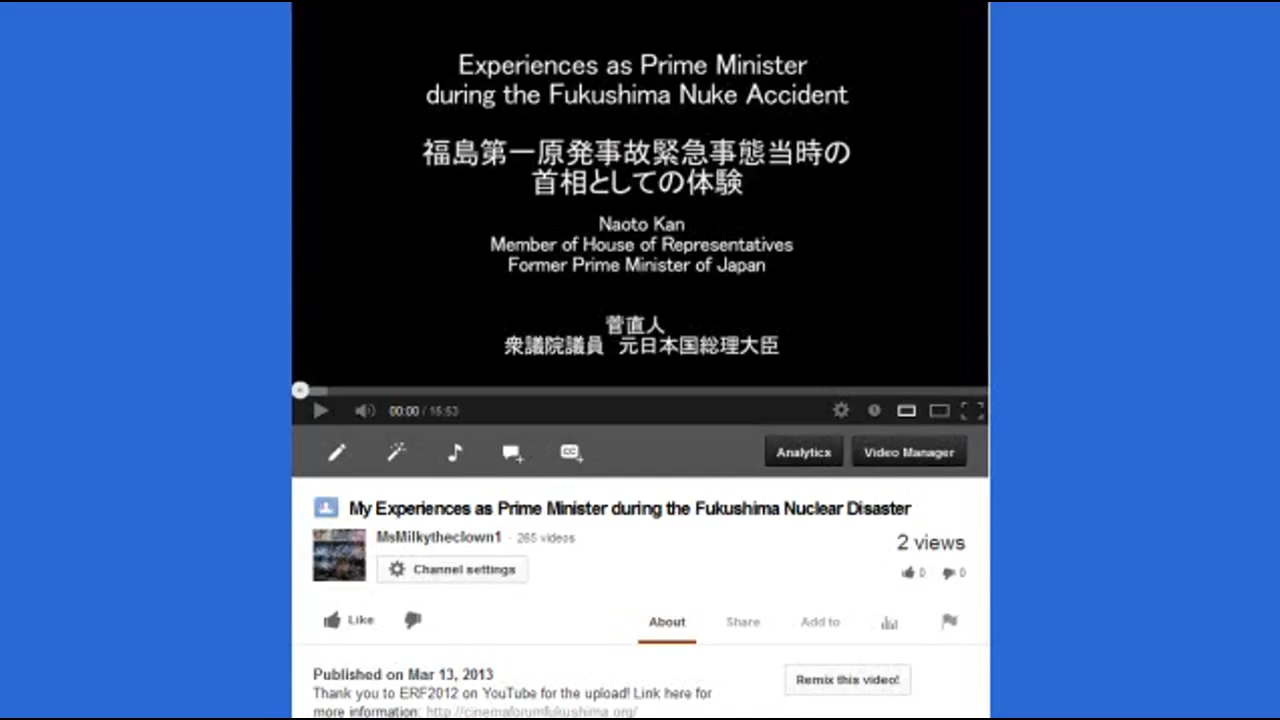 Experiences as Prime Minister
during the Fukushima Nuke Accident
福島第一原発事故緊急事態当時の
首相としての体験
Naoto Kan
Member of House of Representatives
Former Prime Minister of Japan
菅直人
衆議院議員 元日本国総理大臣
00:00 / 15:53
Analytics Video Manager
My Experiences as Prime Minister during the Fukushima Nuclear Disaster
MsMilkytheclown1 · 265 videos
2 views
Channel settings
0 0
Like About Share Add to
Published on Mar 13, 2013
Remix this video!
Thank you to ERF2012 on YouTube for the upload! Link here for
more information: http://cinemaforumfukushima.org/